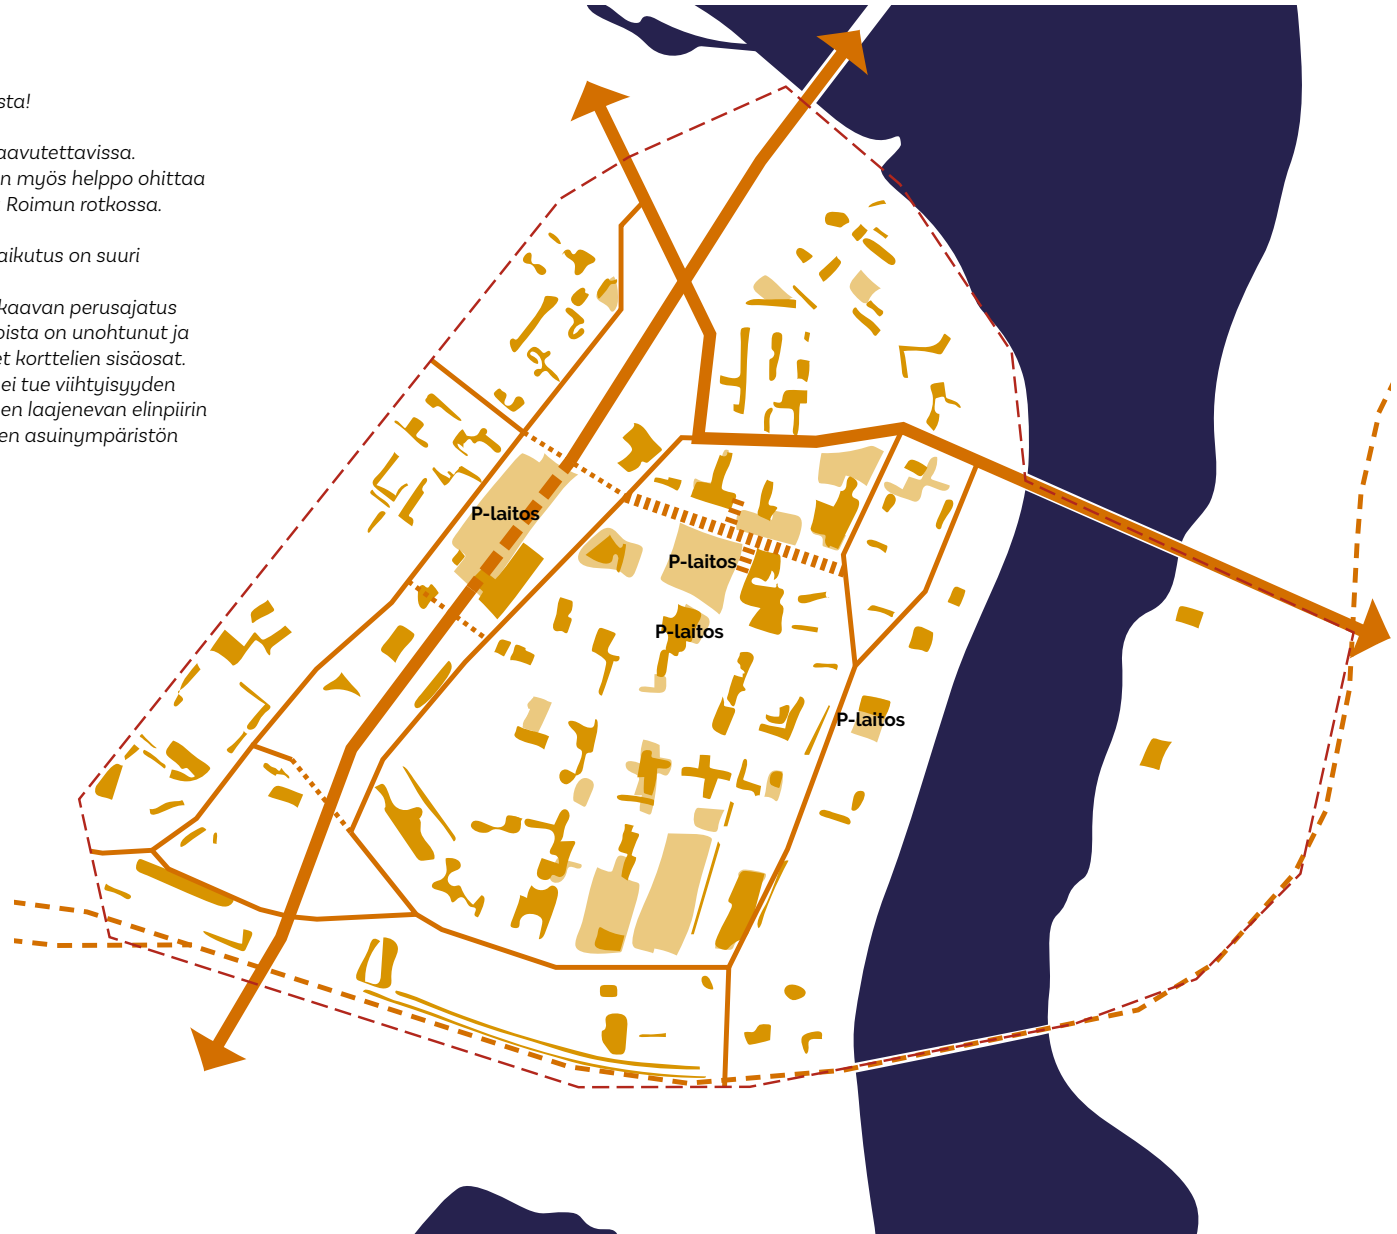 sta!
aavutettavissa.
n myös helppo ohittaa
Roimun rotkossa.
aikutus on suuri
kaavan perusajatus
oista on unohtunut ja
et korttelien sisäosat.
ei tue viihtyisyyden
en laajenevan elinpiirin
en asuinympäristön
P-laitos
P-laitos
P-laitos
P-laitos